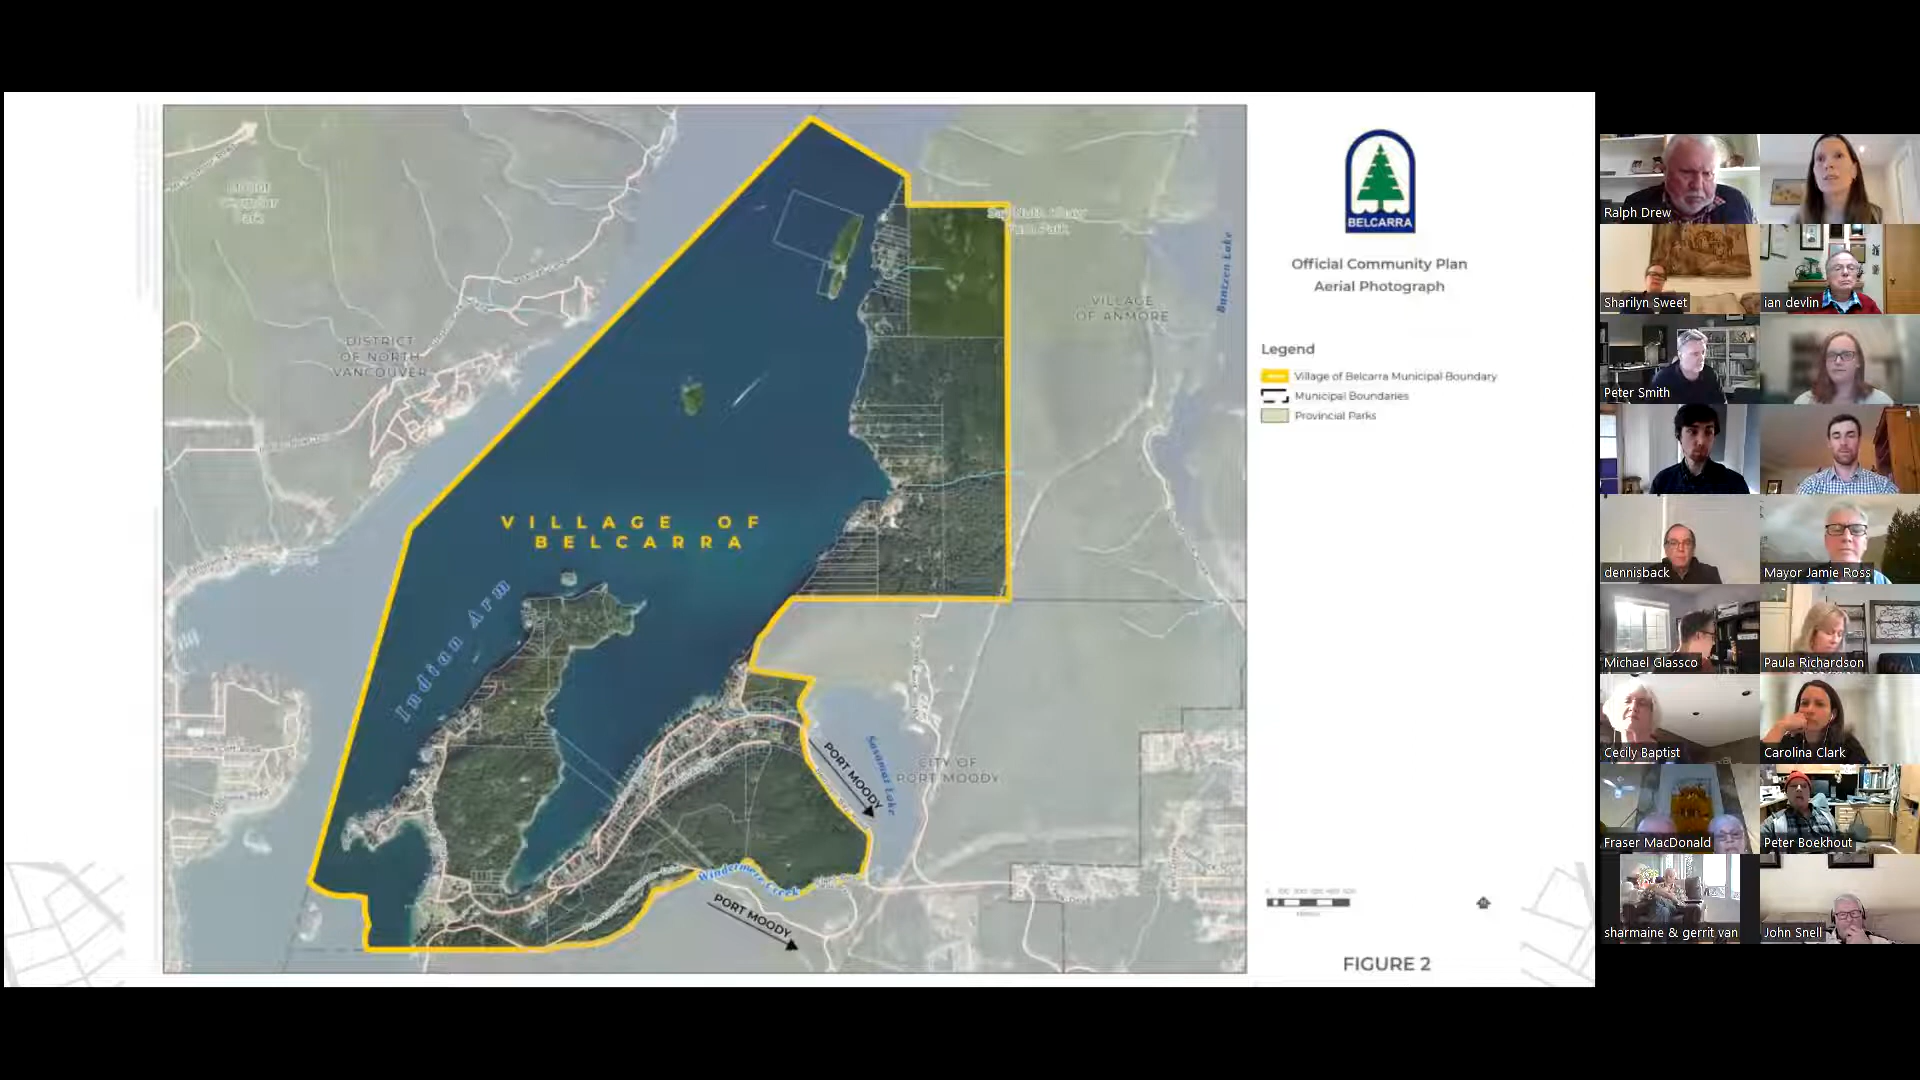 VILLAGE OF
BELCARRA
Indian Arm
DISTRICT
OF NORTH
VANCOUVER
VILLAGE
OF ANMORE
Buntzen Lake
Sasamat Lake
CITY OF
PORT MOODY
PORT MOODY
Windermere Creek
PORT MOODY
BELCARRA
Official Community Plan
Aerial Photograph
Legend
Village of Belcarra Municipal Boundary
Municipal Boundaries
Provincial Parks
FIGURE 2
Ralph Drew
Sharilyn Sweet
ian devlin
Peter Smith
dennisback
Mayor Jamie Ross
Michael Glassco
Paula Richardson
Cecily Baptist
Carolina Clark
Fraser MacDonald
Peter Boekhout
sharmaine & gerrit van
John Snell